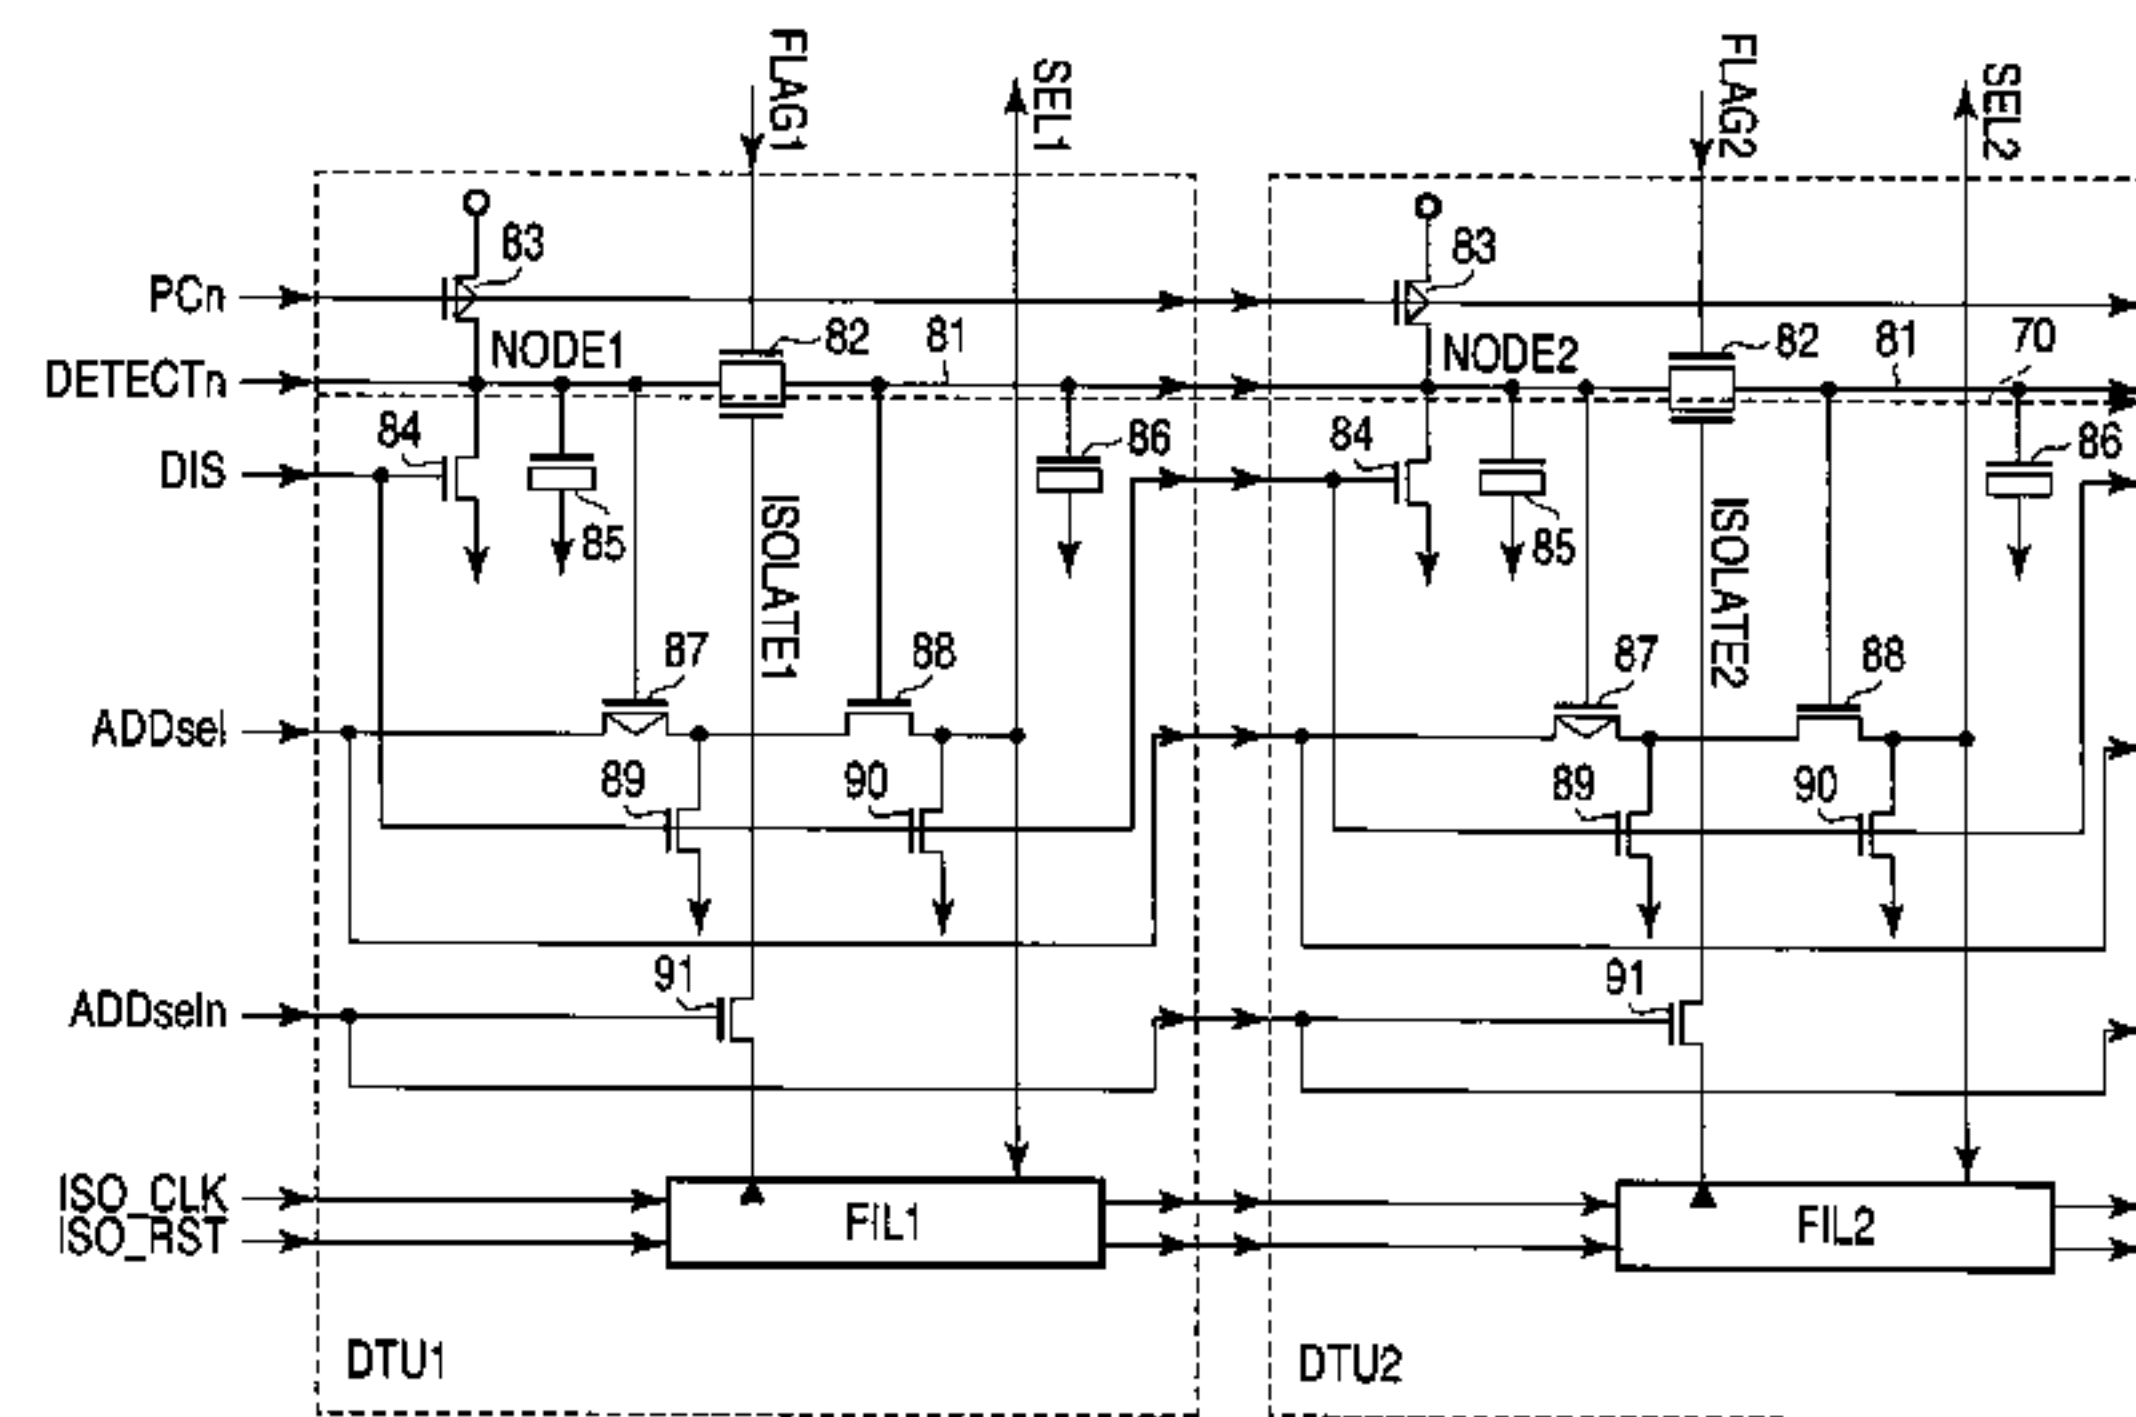 FLAG1
SEL1
FLAG2
SEL2
83
83
PCn
NODE1
82
81
NODE2
82
81
70
DETECTn
84
86
84
86
DIS
85
85
ISOLATE1
ISOLATE2
87
88
87
88
ADDsel
89
90
89
90
91
91
ADDseln
ISO_CLK
FIL1
FIL2
ISO_RST
DTU1
DTU2